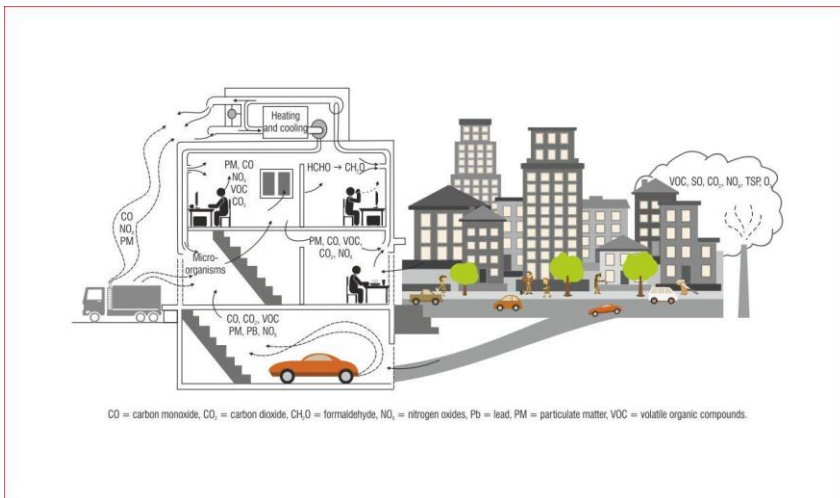 Heating
and cooling
PM, CO
NOₓ
VOC
CO₂
HCHO → CH₂O
VOC, SO, CO₂, NOₓ, TSP, O₃
CO
NOₓ
PM
Micro-
organisms
PM, CO, VOC,
CO₂, NOₓ
CO, CO₂, VOC
PM, PB, NOₓ
CO = carbon monoxide, CO₂ = carbon dioxide, CH₂O = formaldehyde, NOₓ = nitrogen oxides, Pb = lead, PM = particulate matter, VOC = volatile organic compounds.